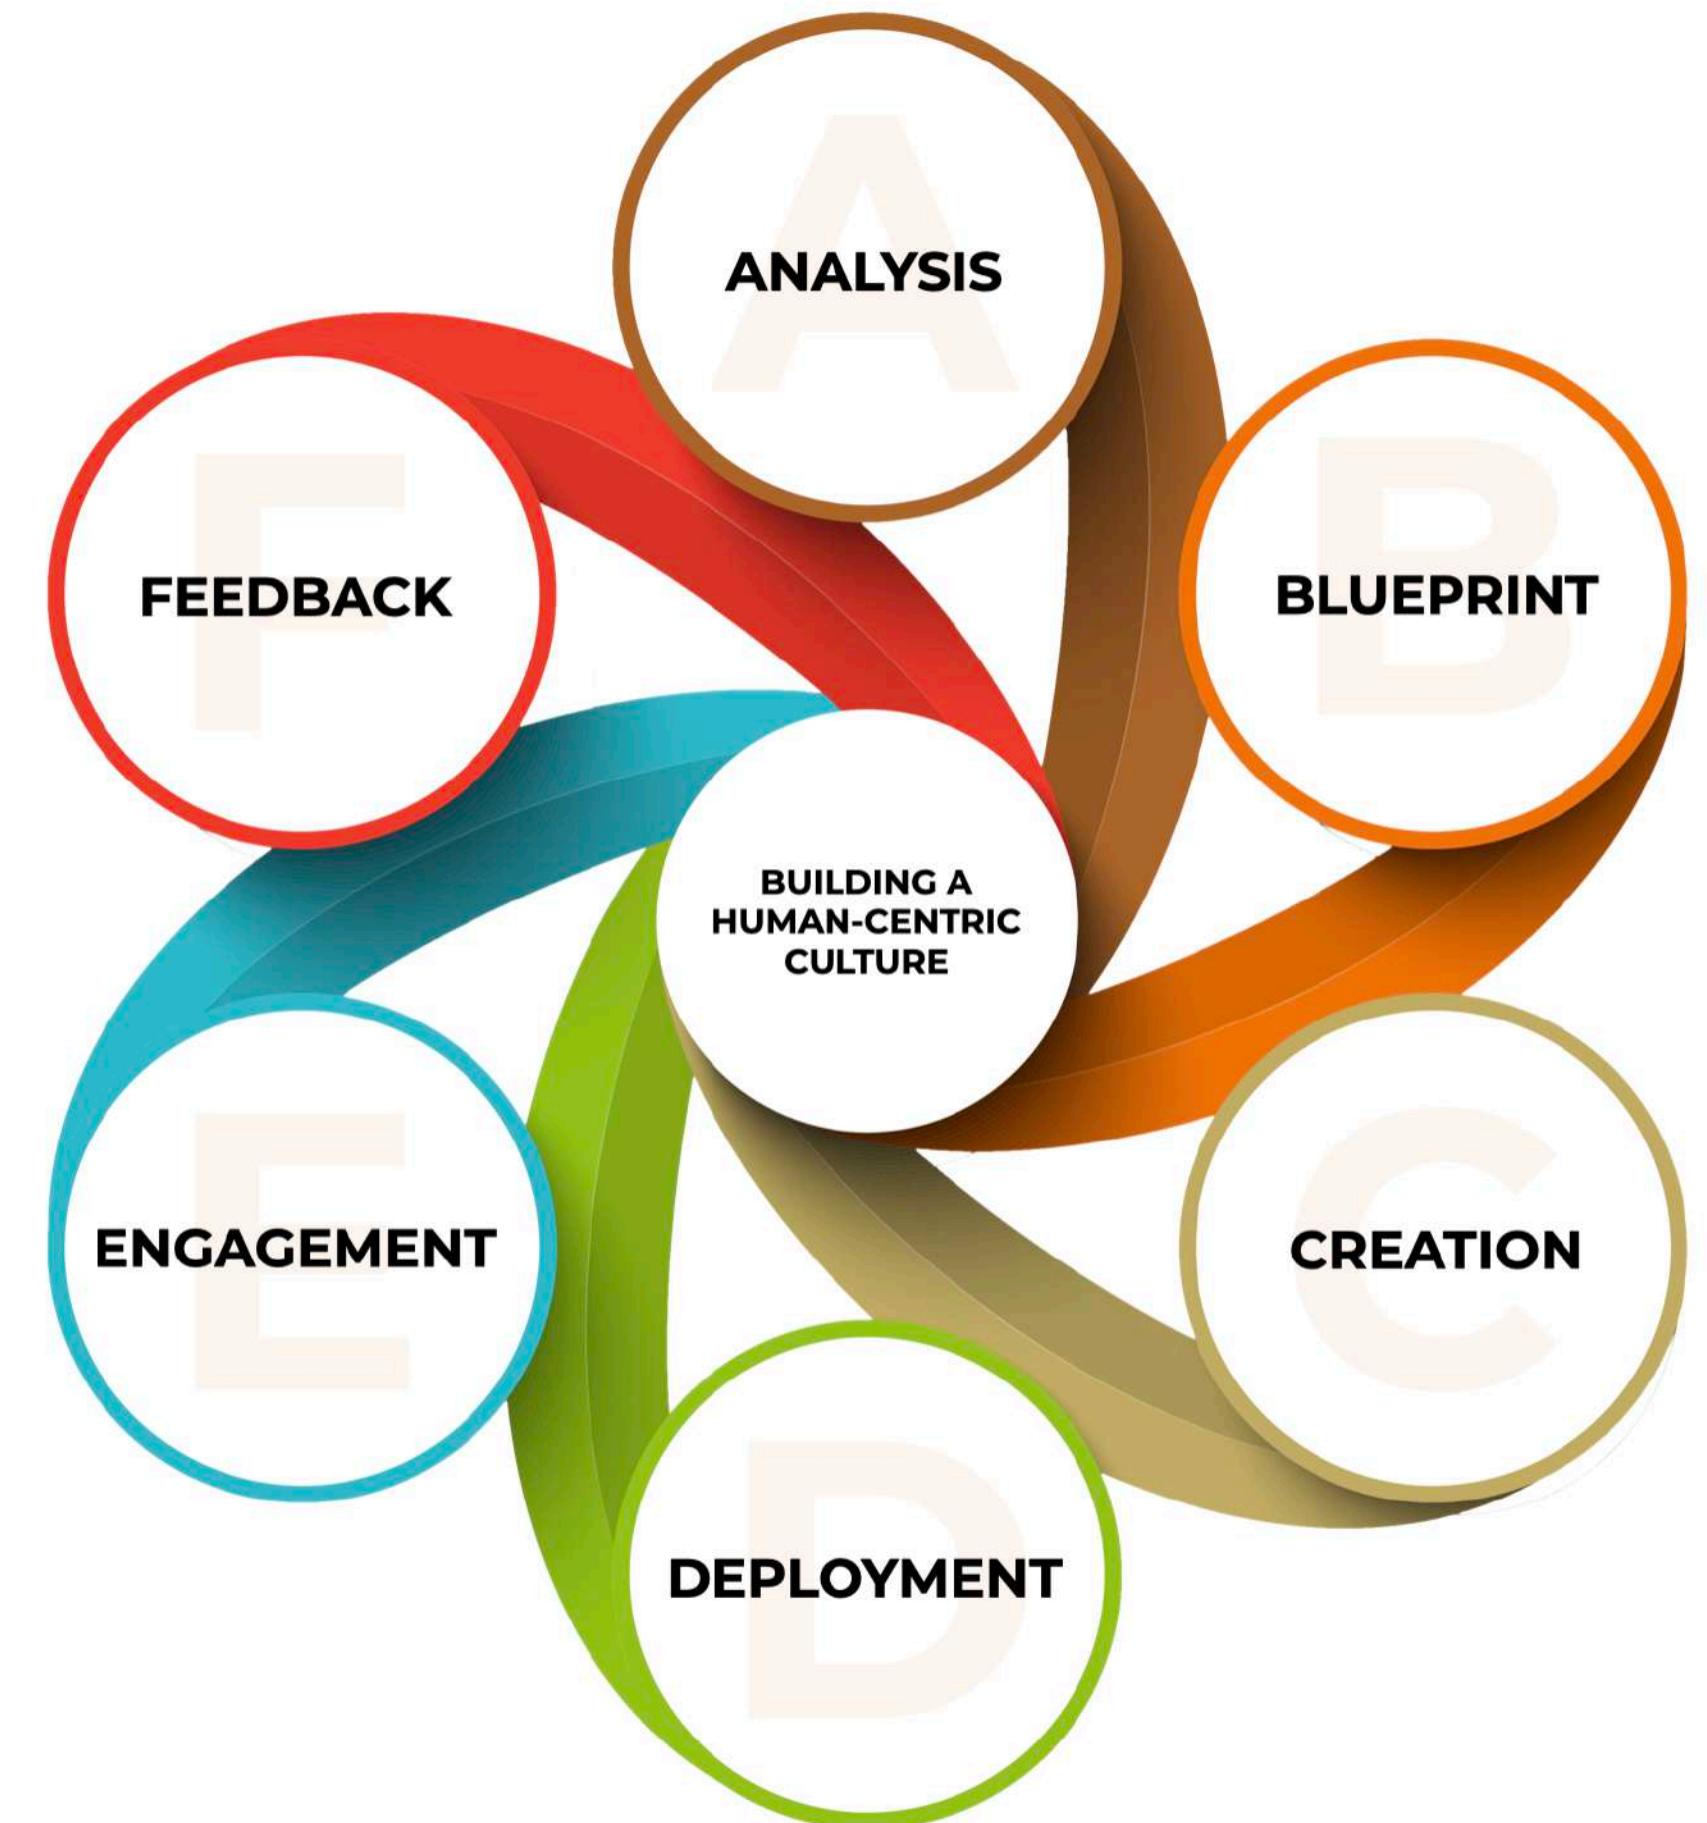 A
ANALYSIS
B
BLUEPRINT
C
CREATION
D
DEPLOYMENT
E
ENGAGEMENT
F
FEEDBACK
BUILDING A
HUMAN-CENTRIC
CULTURE